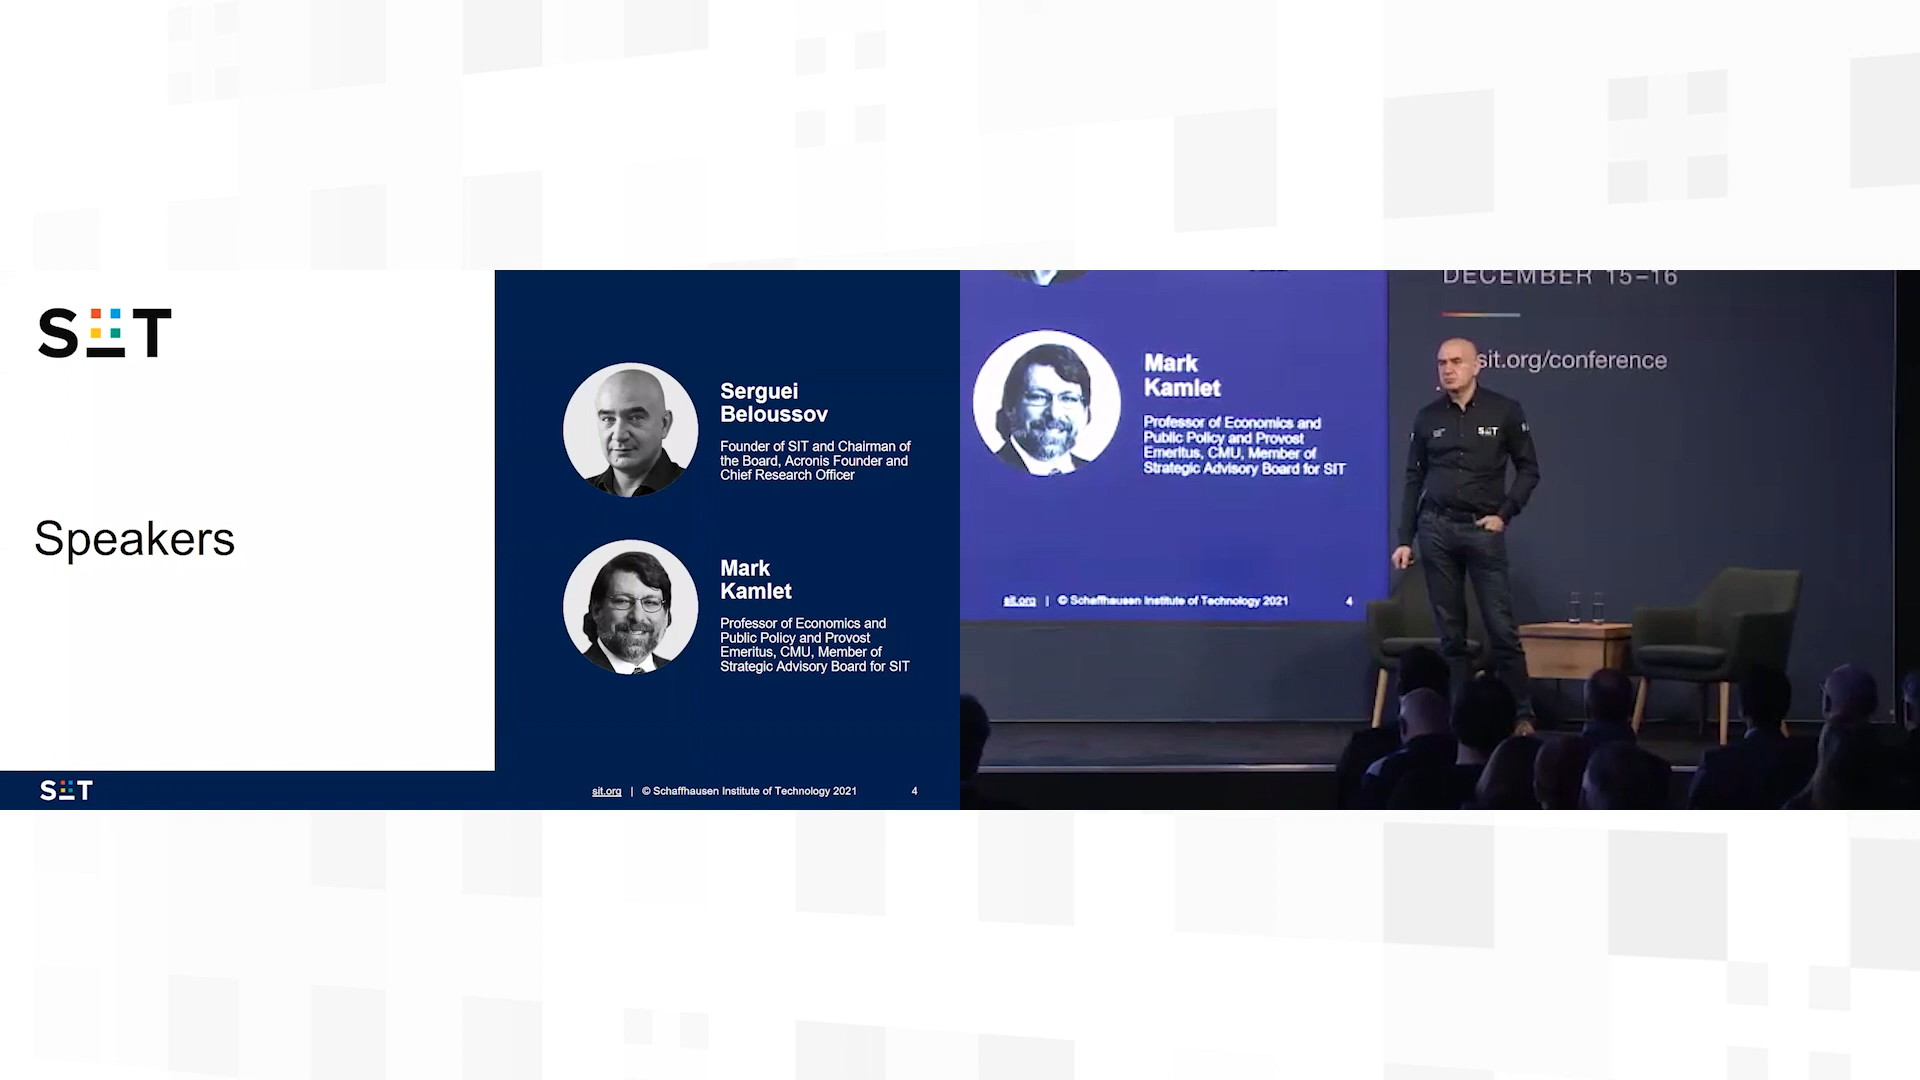 SIT
Speakers
Serguei
Beloussov
Founder of SIT and Chairman of
the Board, Acronis Founder and
Chief Research Officer
Mark
Kamlet
Professor of Economics and
Public Policy and Provost
Emeritus, CMU, Member of
Strategic Advisory Board for SIT
SIT
sit.org | © Schaffhausen Institute of Technology 2021
4
Mark
Kamlet
Professor of Economics and
Public Policy and Provost
Emeritus, CMU, Member of
Strategic Advisory Board for SIT
sit.org | © Schaffhausen Institute of Technology 2021
4
DECEMBER 15–16
sit.org/conference
SIT